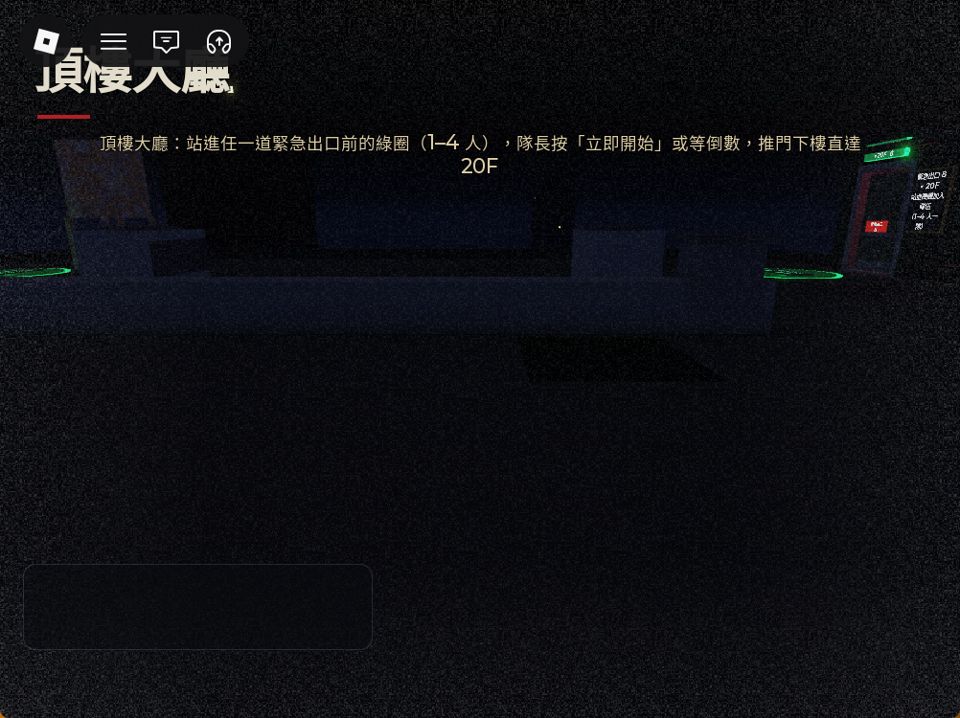 頂樓大廳
頂樓大廳：站進任一道緊急出口前的綠圈（1–4 人），隊長按「立即開始」或等倒數，推門下樓直達
20F